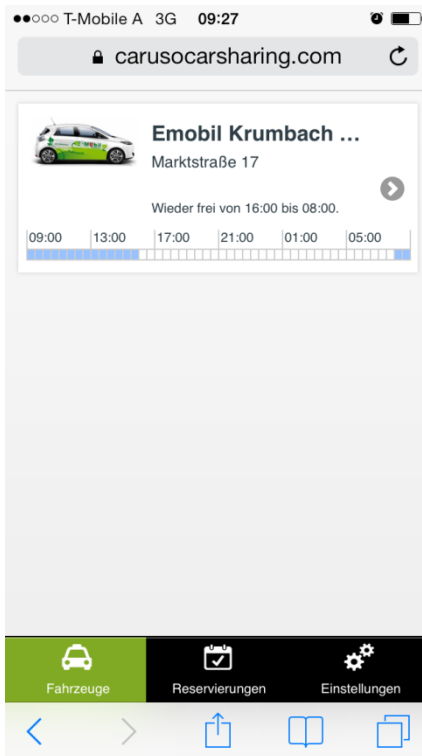 T-Mobile A 3G 09:27
carusocarsharing.com
Emobil Krumbach ...
Marktstraße 17
Wieder frei von 16:00 bis 08:00.
09:00 13:00 17:00 21:00 01:00 05:00
Fahrzeuge Reservierungen Einstellungen